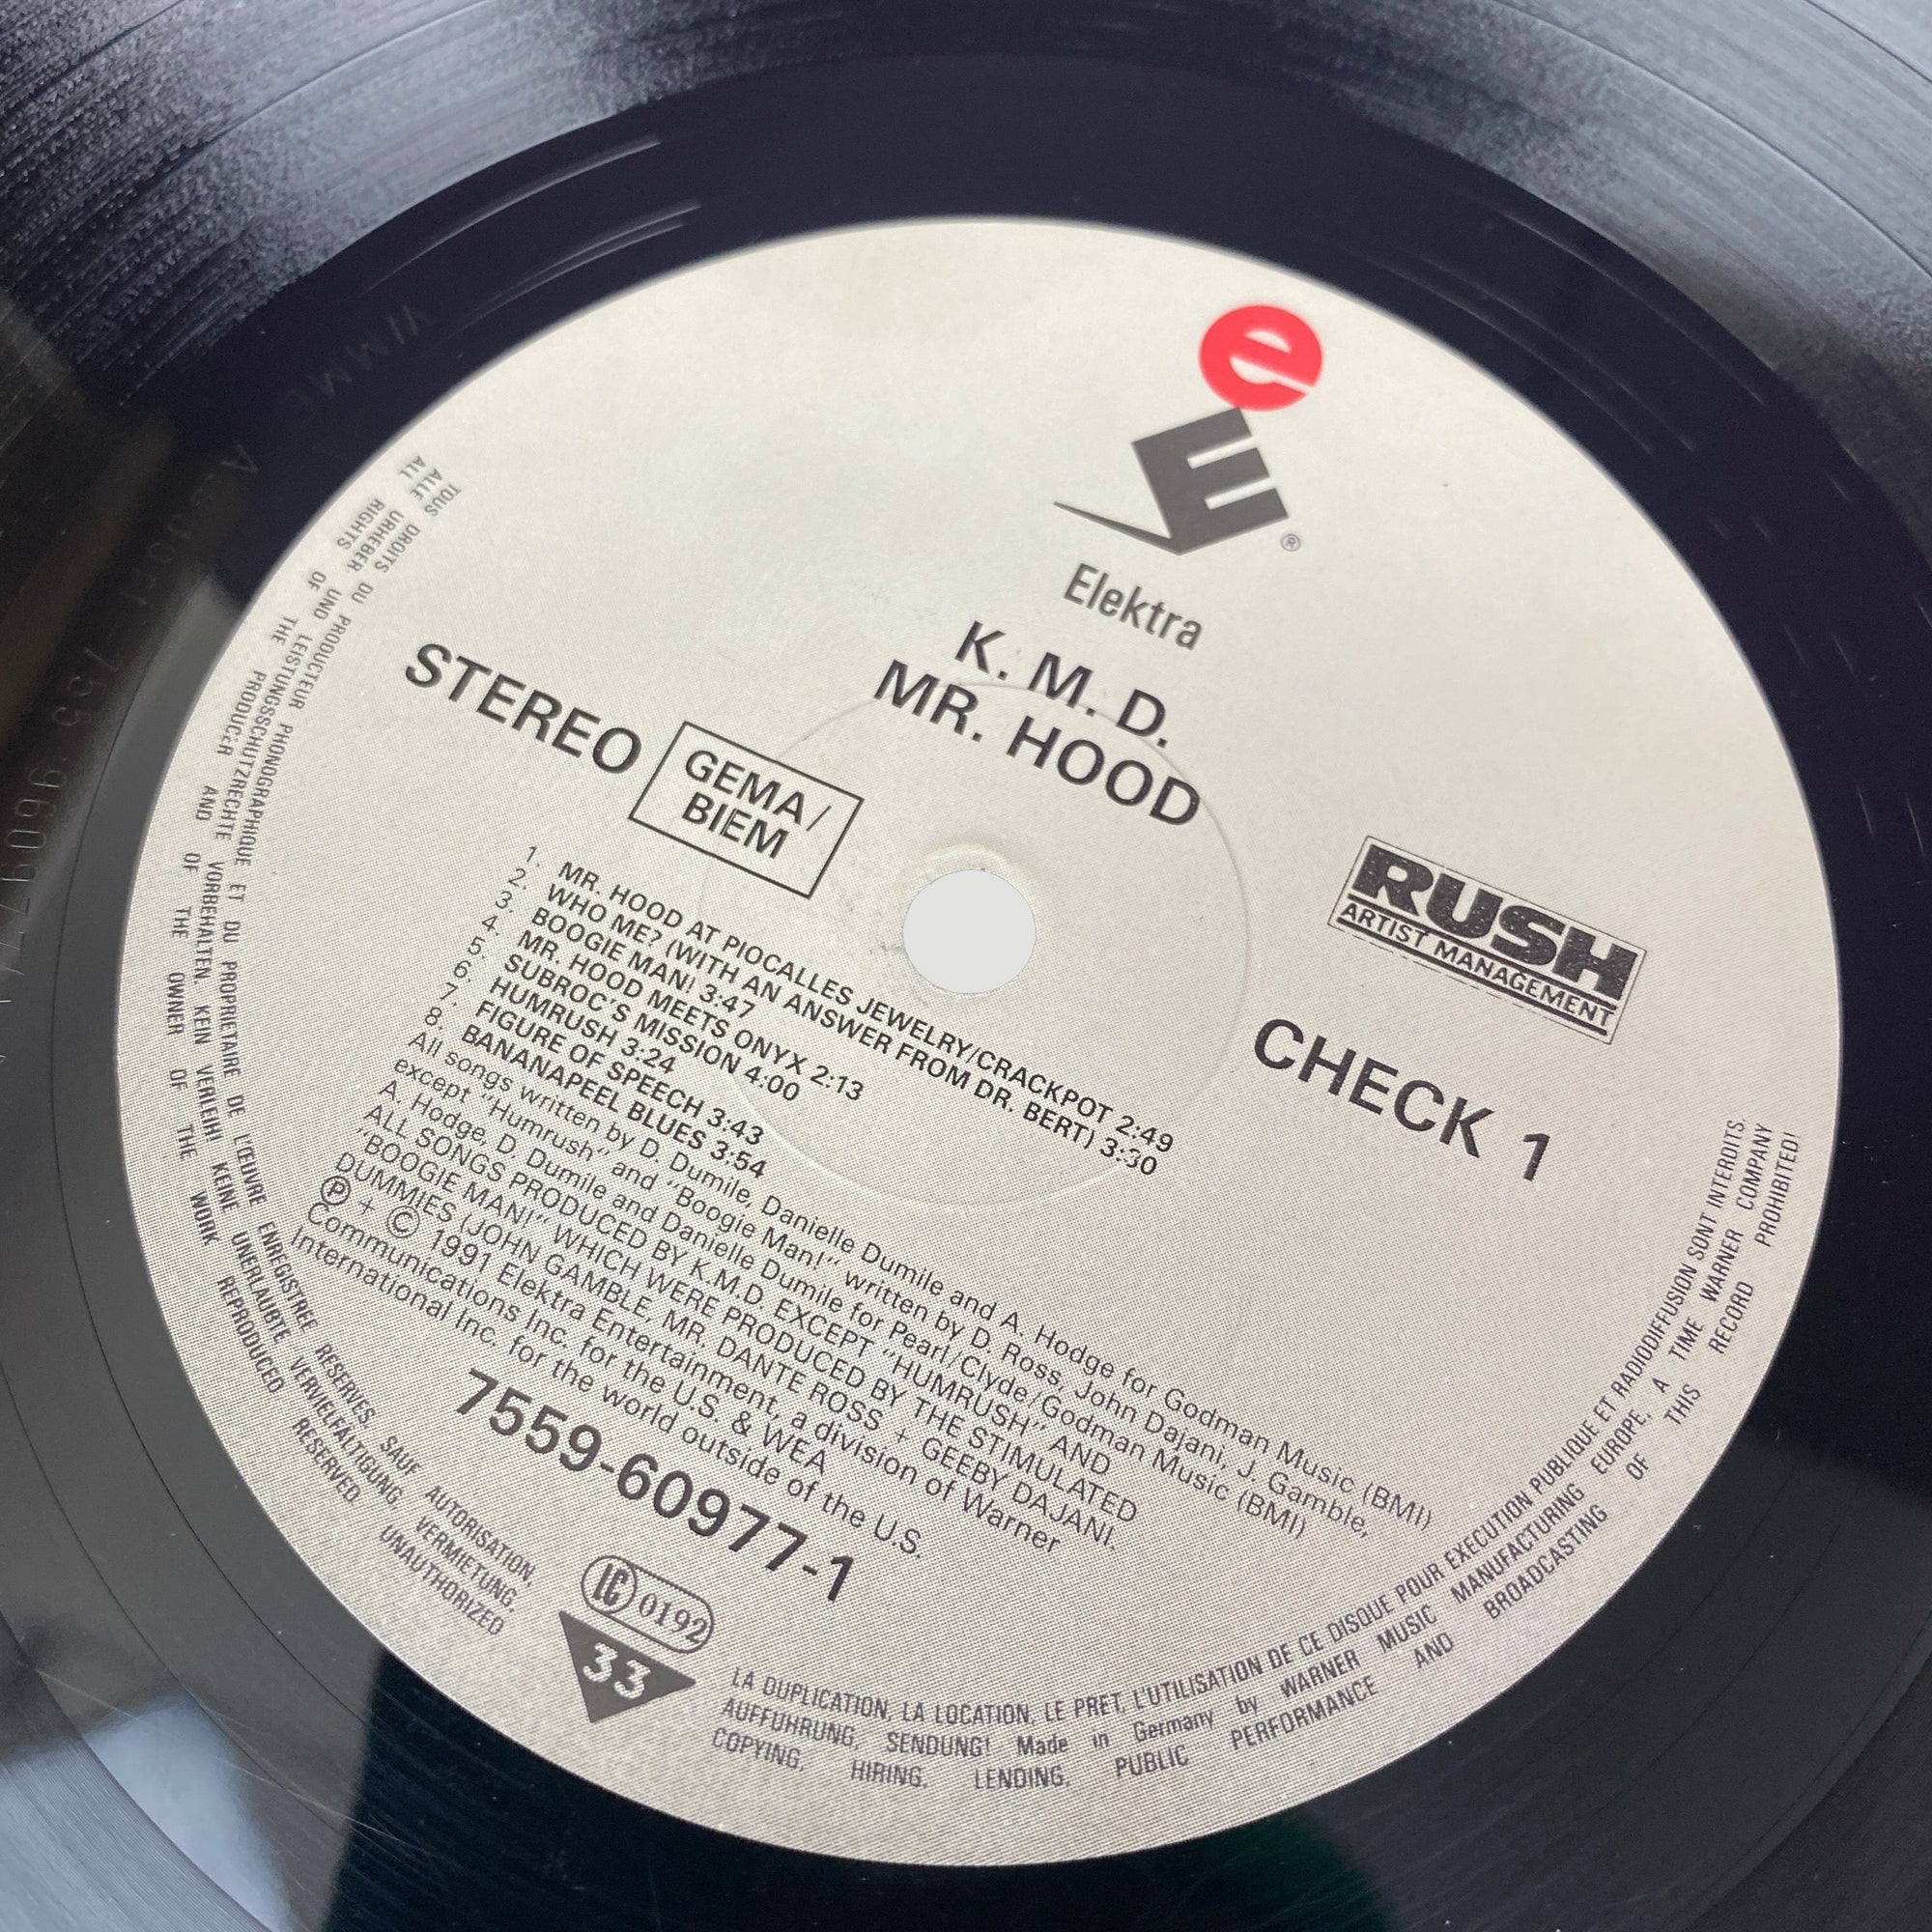 e
E®
Elektra
K. M. D.
MR. HOOD
STEREO
GEMA/
BIEM
RUSH
ARTIST MANAGEMENT
CHECK 1
1. MR. HOOD AT PIOCALLES JEWELRY/CRACKPOT 2:49
2. WHO ME? (WITH AN ANSWER FROM DR. BERT) 3:30
3. BOOGIE MAN! 3:47
4. MR. HOOD MEETS ONYX 2:13
5. SUBROC'S MISSION 4:00
6. HUMRUSH 3:24
7. FIGURE OF SPEECH 3:43
8. BANANAPEEL BLUES 3:54
All songs written by D. Dumile, Danielle Dumile and A. Hodge for Godman Music (BMI)
except "Humrush" and "Boogie Man!" written by D. Ross, John Dajani, J. Gamble,
A. Hodge, D. Dumile and Danielle Dumile for Pearl/Clyde/Godman Music (BMI)
ALL SONGS PRODUCED BY K.M.D. EXCEPT "HUMRUSH" AND
"BOOGIE MAN!" WHICH WERE PRODUCED BY THE STIMULATED
DUMMIES (JOHN GAMBLE, MR. DANTE ROSS + GEEBY DAJANI.
℗ + © 1991 Elektra Entertainment, a division of Warner
Communications Inc. for the U.S. & WEA
International Inc. for the world outside of the U.S.
7559-60977-1
LC 0192
33
TOUS DROITS DU PRODUCTEUR PHONOGRAPHIQUE ET DU PROPRIETAIRE DE L'ŒUVRE ENREGISTREE RESERVES. SAUF AUTORISATION, LA DUPLICATION, LA LOCATION, LE PRET, L'UTILISATION DE CE DISQUE POUR EXECUTION PUBLIQUE ET RADIODIFFUSION SONT INTERDITS.
ALLE URHEBER UND LEISTUNGSSCHUTZRECHTE VORBEHALTEN. KEIN VERLEIH! KEINE UNERLAUBTE VERVIELFALTIGUNG, VERMIETUNG, AUFFUHRUNG, SENDUNG! Made in Germany by WARNER MUSIC MANUFACTURING EUROPE, A TIME WARNER COMPANY
ALL RIGHTS OF THE PRODUCER AND OF THE OWNER OF THE WORK REPRODUCED RESERVED. UNAUTHORIZED COPYING, HIRING, LENDING, PUBLIC PERFORMANCE AND BROADCASTING OF THIS RECORD PROHIBITED!